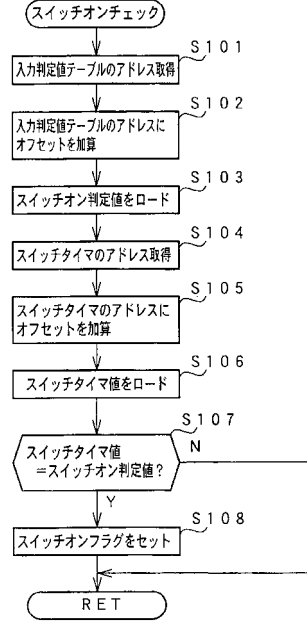 スイッチオンチェック
S101
入力判定値テーブルのアドレス取得
S102
入力判定値テーブルのアドレスに
オフセットを加算
S103
スイッチオン判定値をロード
S104
スイッチタイマのアドレス取得
S105
スイッチタイマのアドレスに
オフセットを加算
S106
スイッチタイマ値をロード
S107
スイッチタイマ値
=スイッチオン判定値?
N
Y
S108
スイッチオンフラグをセット
RET